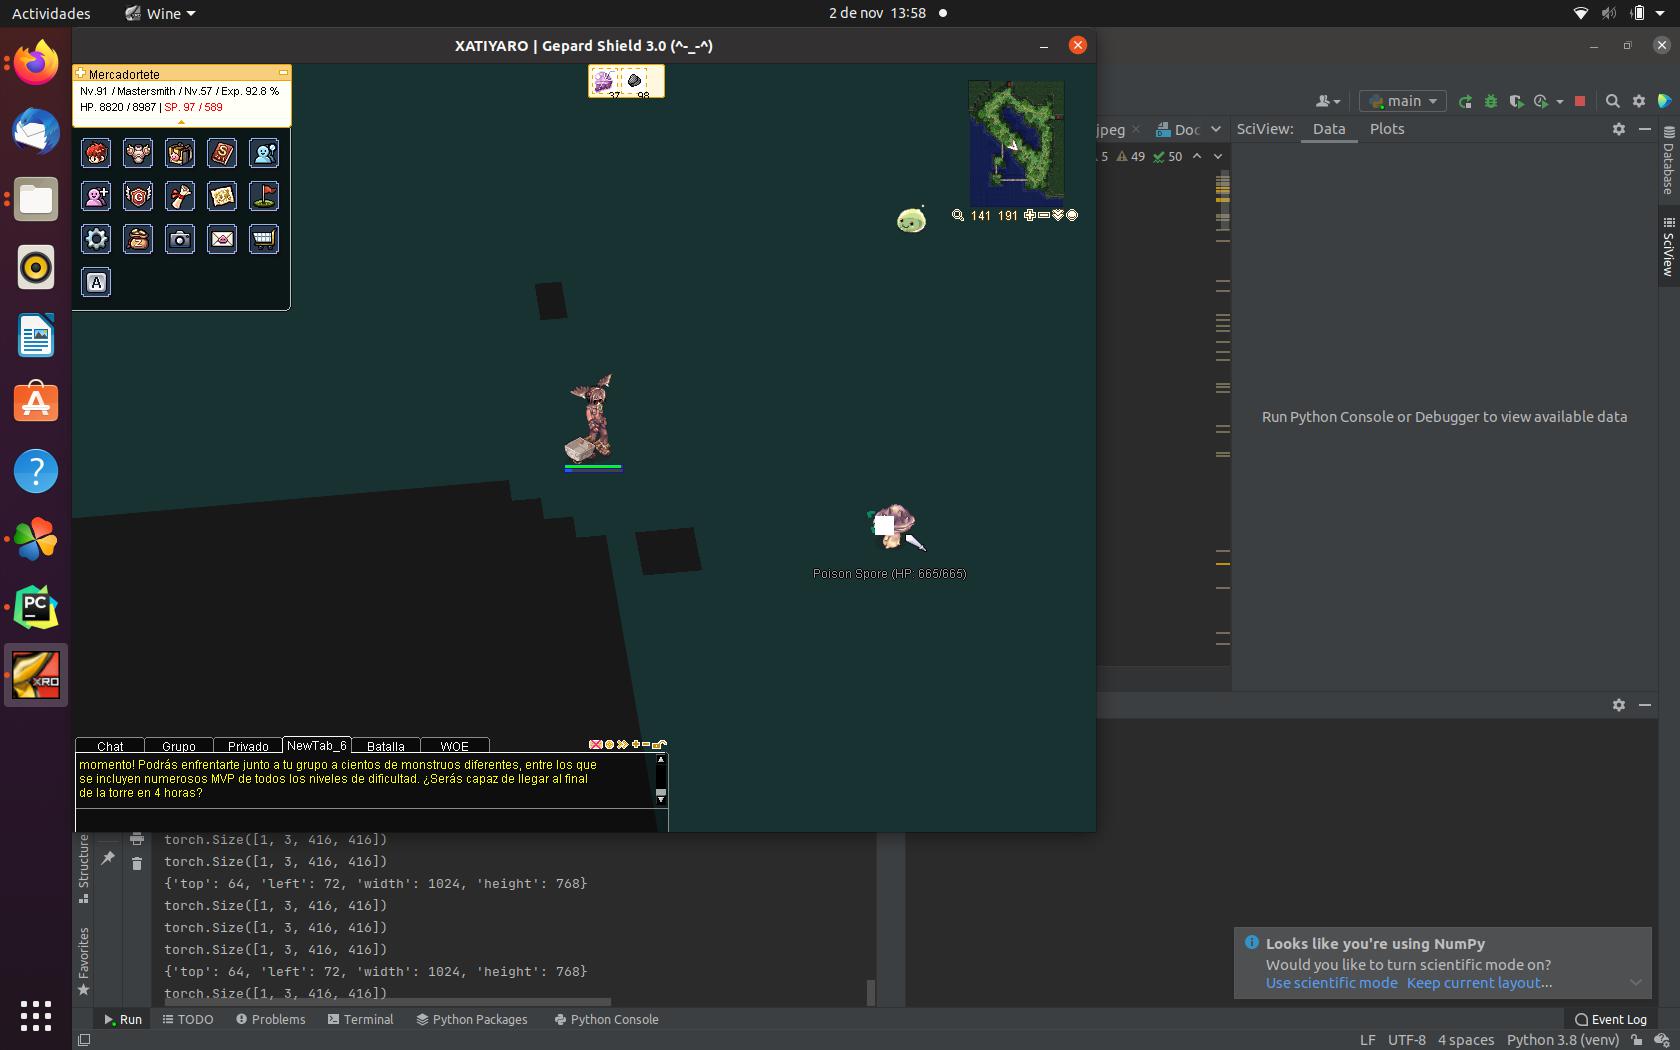 Actividades
Wine
2 de nov 13:58
XATIYARO | Gepard Shield 3.0 (^-_-^)
Mercadortete
Nv.91 / Mastersmith / Nv.57 / Exp. 92.8 %
HP. 8820 / 8987 | SP. 97 / 589
37 98
141 191
S
G
Z
A
Poison Spore (HP: 665/665)
Chat Grupo Privado NewTab_6 Batalla WOE
momento! Podrás enfrentarte junto a tu grupo a cientos de monstruos diferentes, entre los que
se incluyen numerosos MVP de todos los niveles de dificultad. ¿Serás capaz de llegar al final
de la torre en 4 horas?
main
jpeg Doc
SciView: Data Plots
5 49 50
Database
SciView
Run Python Console or Debugger to view available data
PC
XRO
Structure
Favorites
torch.Size([1, 3, 416, 416])
torch.Size([1, 3, 416, 416])
{'top': 64, 'left': 72, 'width': 1024, 'height': 768}
torch.Size([1, 3, 416, 416])
torch.Size([1, 3, 416, 416])
torch.Size([1, 3, 416, 416])
{'top': 64, 'left': 72, 'width': 1024, 'height': 768}
torch.Size([1, 3, 416, 416])
Looks like you're using NumPy
Would you like to turn scientific mode on?
Use scientific mode Keep current layout...
Run TODO Problems Terminal Python Packages Python Console Event Log
LF UTF-8 4 spaces Python 3.8 (venv)